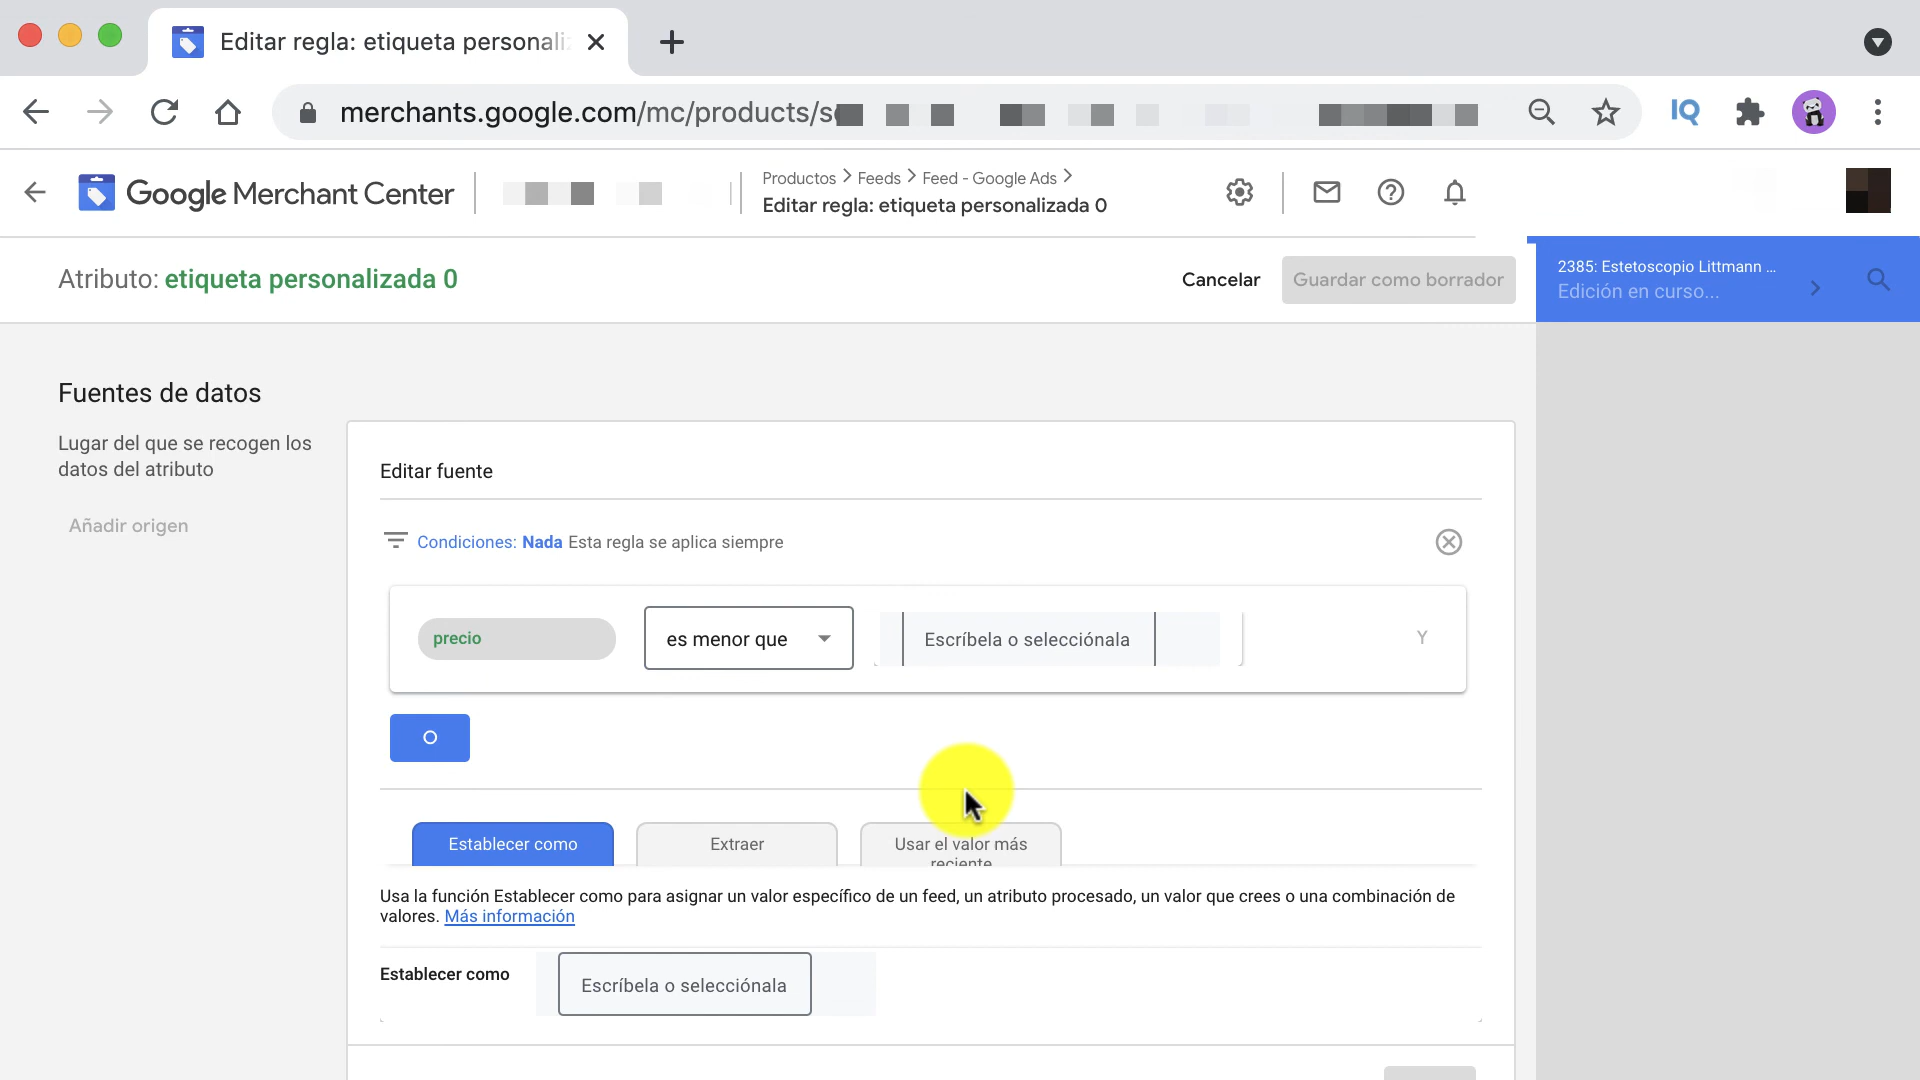 Editar regla: etiqueta personali
merchants.google.com/mc/products/s
IQ
Google Merchant Center
Productos > Feeds > Feed - Google Ads >
Editar regla: etiqueta personalizada 0
Atributo: etiqueta personalizada 0
Cancelar
Guardar como borrador
2385: Estetoscopio Littmann ...
Edición en curso...
Fuentes de datos
Lugar del que se recogen los
datos del atributo
Añadir origen
Editar fuente
Condiciones: Nada Esta regla se aplica siempre
precio
es menor que
Escríbela o selecciónala
Y
O
Establecer como
Extraer
Usar el valor más
reciente
Usa la función Establecer como para asignar un valor específico de un feed, un atributo procesado, un valor que crees o una combinación de
valores. Más información
Establecer como
Escríbela o selecciónala